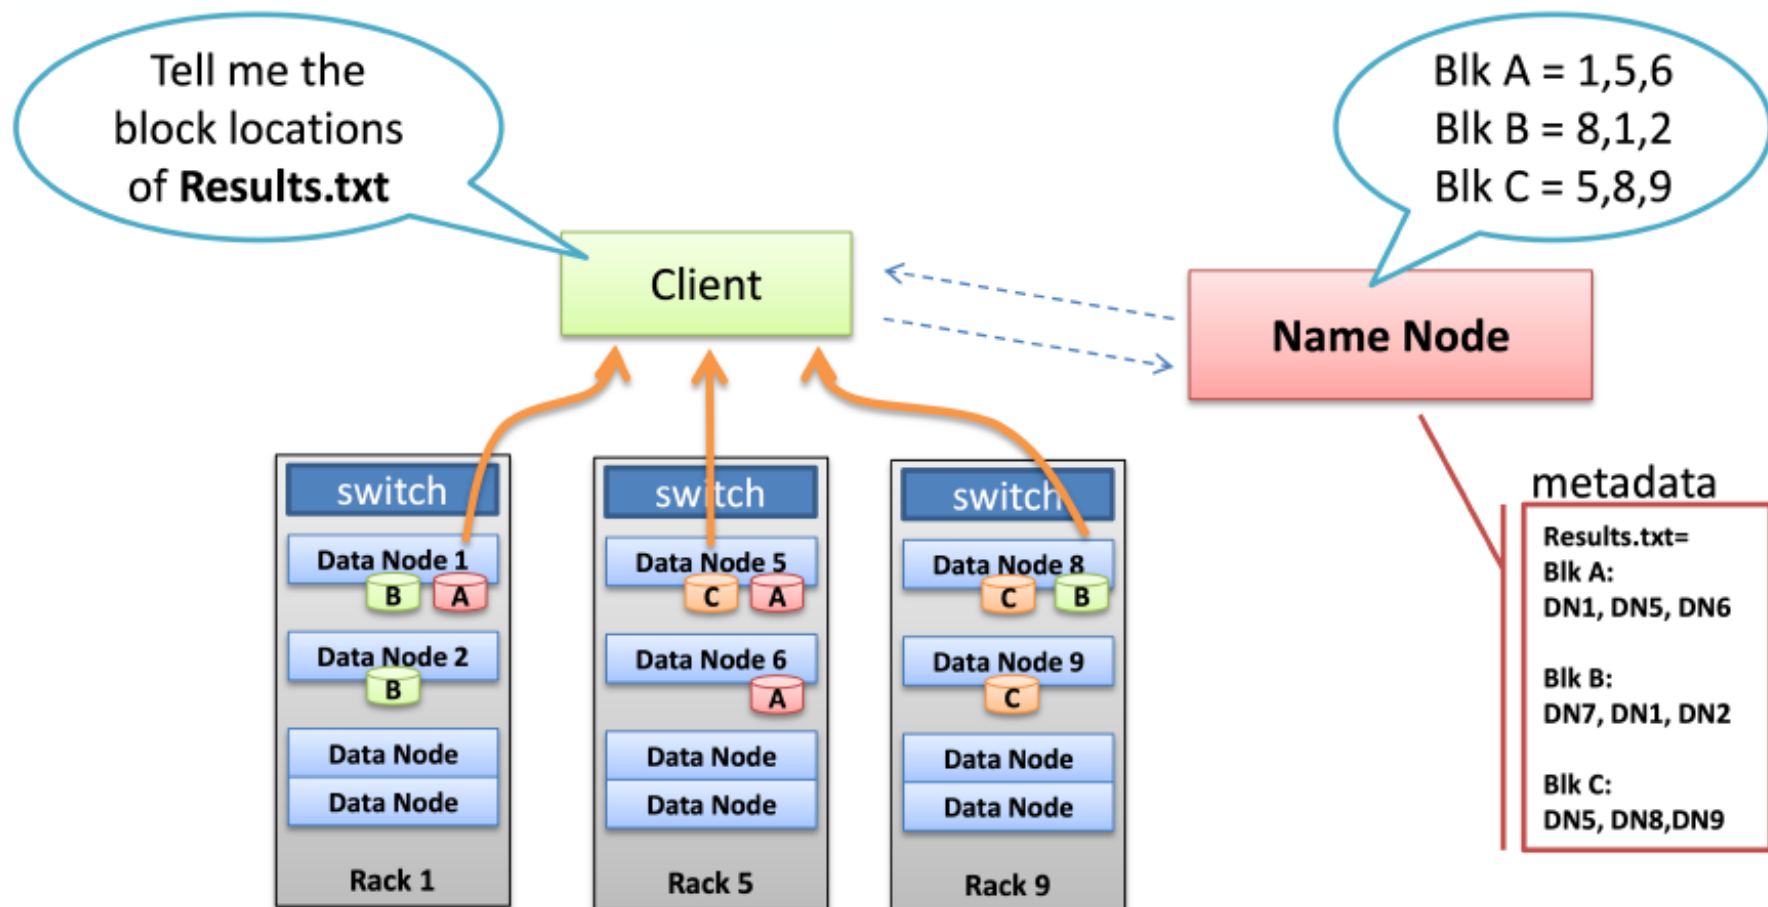 Tell me the
block locations
of Results.txt
Blk A = 1,5,6
Blk B = 8,1,2
Blk C = 5,8,9
Client
Name Node
switch
Data Node 1
B
A
Data Node 2
B
Data Node
Data Node
Rack 1
switch
Data Node 5
C
A
Data Node 6
A
Data Node
Data Node
Rack 5
switch
Data Node 8
C
B
Data Node 9
C
Data Node
Data Node
Rack 9
metadata
Results.txt=
Blk A:
DN1, DN5, DN6
Blk B:
DN7, DN1, DN2
Blk C:
DN5, DN8,DN9